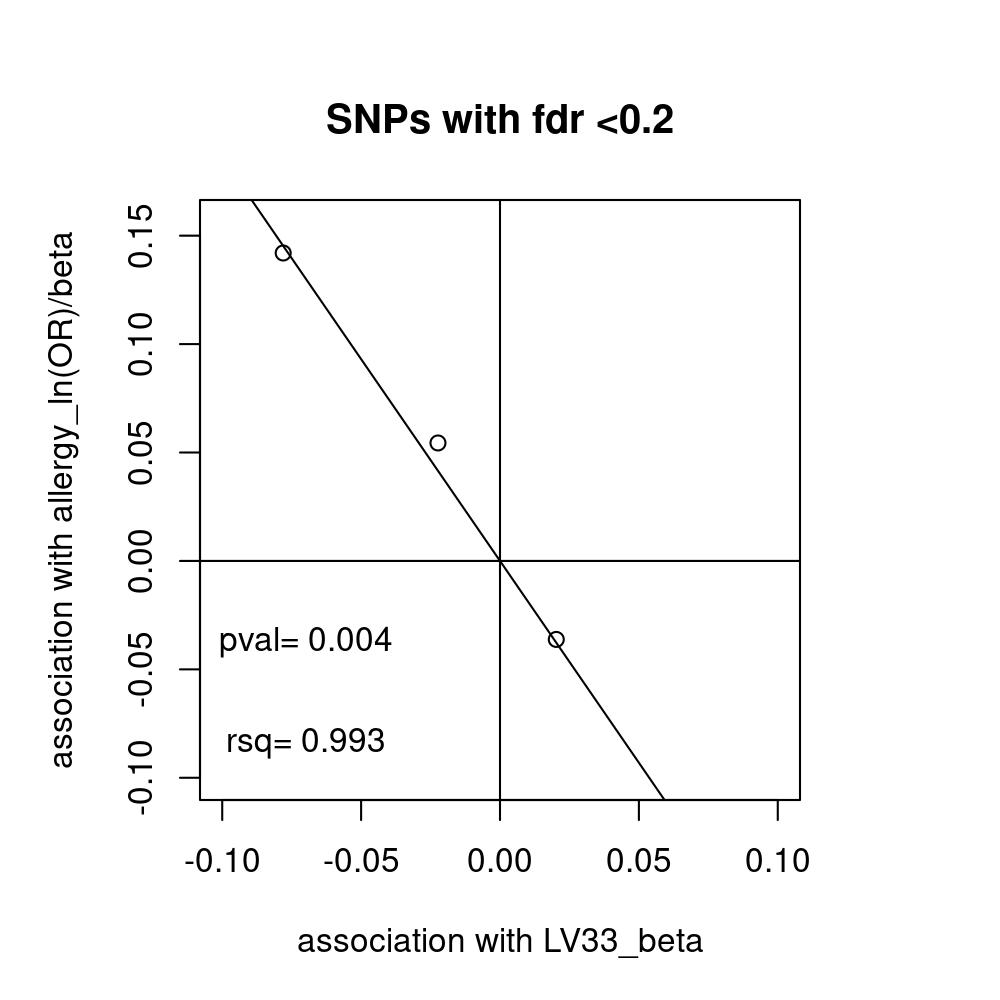 SNPs with fdr <0.2
association with allergy_ln(OR)/beta
0.15
0.10
0.05
0.00
-0.05
-0.10
pval= 0.004
rsq= 0.993
-0.10 -0.05 0.00 0.05 0.10
association with LV33_beta